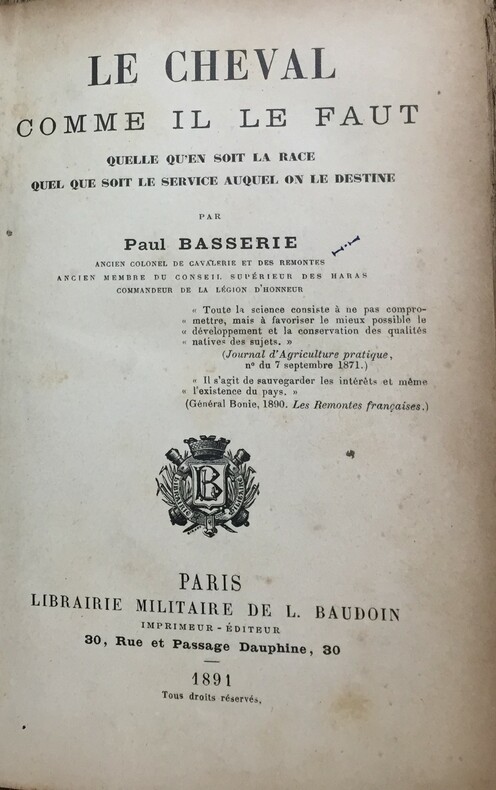 LE CHEVAL
COMME IL LE FAUT
QUELLE QU'EN SOIT LA RACE
QUEL QUE SOIT LE SERVICE AUQUEL ON LE DESTINE
PAR
Paul BASSERIE
ANCIEN COLONEL DE CAVALERIE ET DES REMONTES
ANCIEN MEMBRE DU CONSEIL SUPÉRIEUR DES HARAS
COMMANDEUR DE LA LÉGION D'HONNEUR
« Toute la science consiste à ne pas compro-
» mettre, mais à favoriser le mieux possible le
« développement et la conservation des qualités
« natives des sujets. »
(Journal d'Agriculture pratique,
n° du 7 septembre 1871.)
« Il s'agit de sauvegarder les intérêts et même
« l'existence du pays. »
(Général Bonie, 1890. Les Remontes françaises.)
LIBRAIRIE MILITAIRE
LB
PARIS
LIBRAIRIE MILITAIRE DE L. BAUDOIN
IMPRIMEUR-ÉDITEUR
30, Rue et Passage Dauphine, 30
1891
Tous droits réservés.